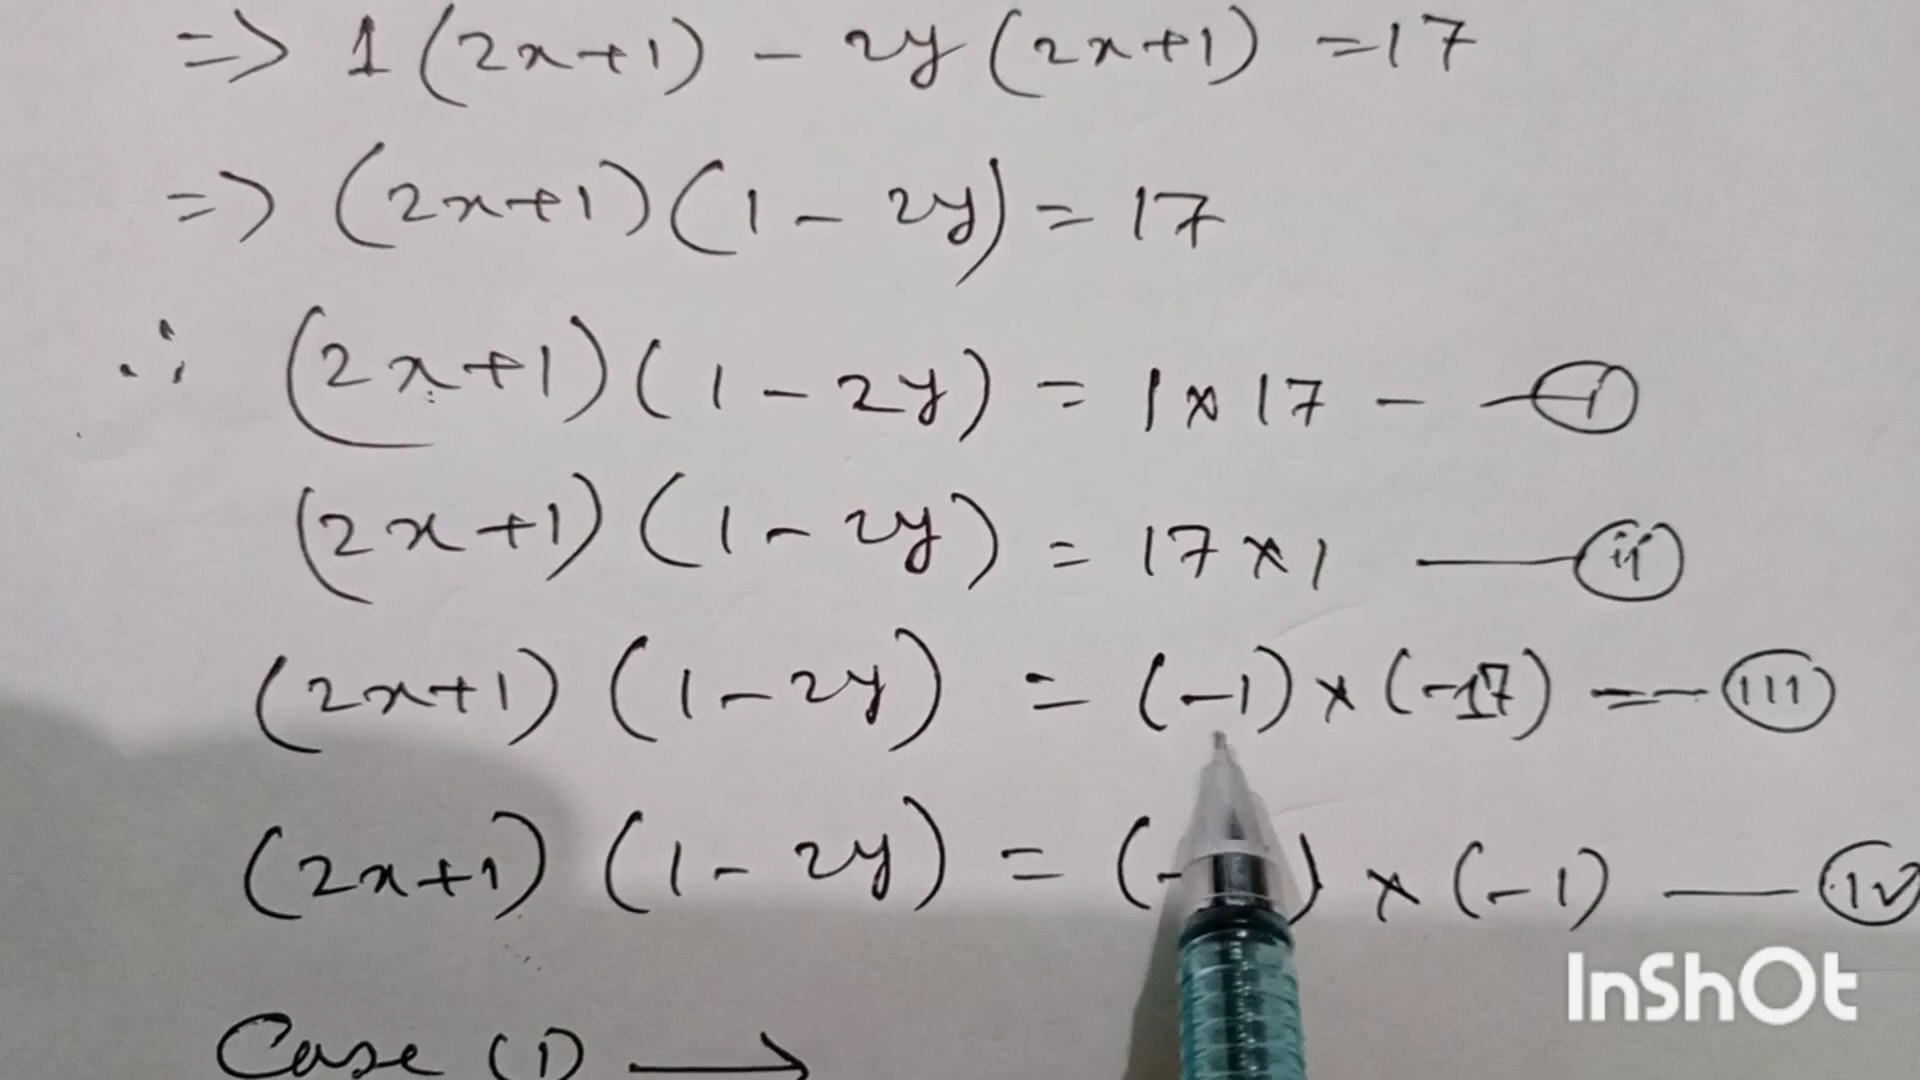 => 1(2x+1) - 2y(2x+1) = 17
=> (2x+1)(1 - 2y) = 17
∴ (2x+1)(1 - 2y) = 1 x 17 - — i
(2x+1)(1 - 2y) = 17 x 1 — ii
(2x+1)(1 - 2y) = (-1) x (-17) — iii
(2x+1)(1 - 2y) = (- ) x (-1) — iv
InShOt
Case (1) →